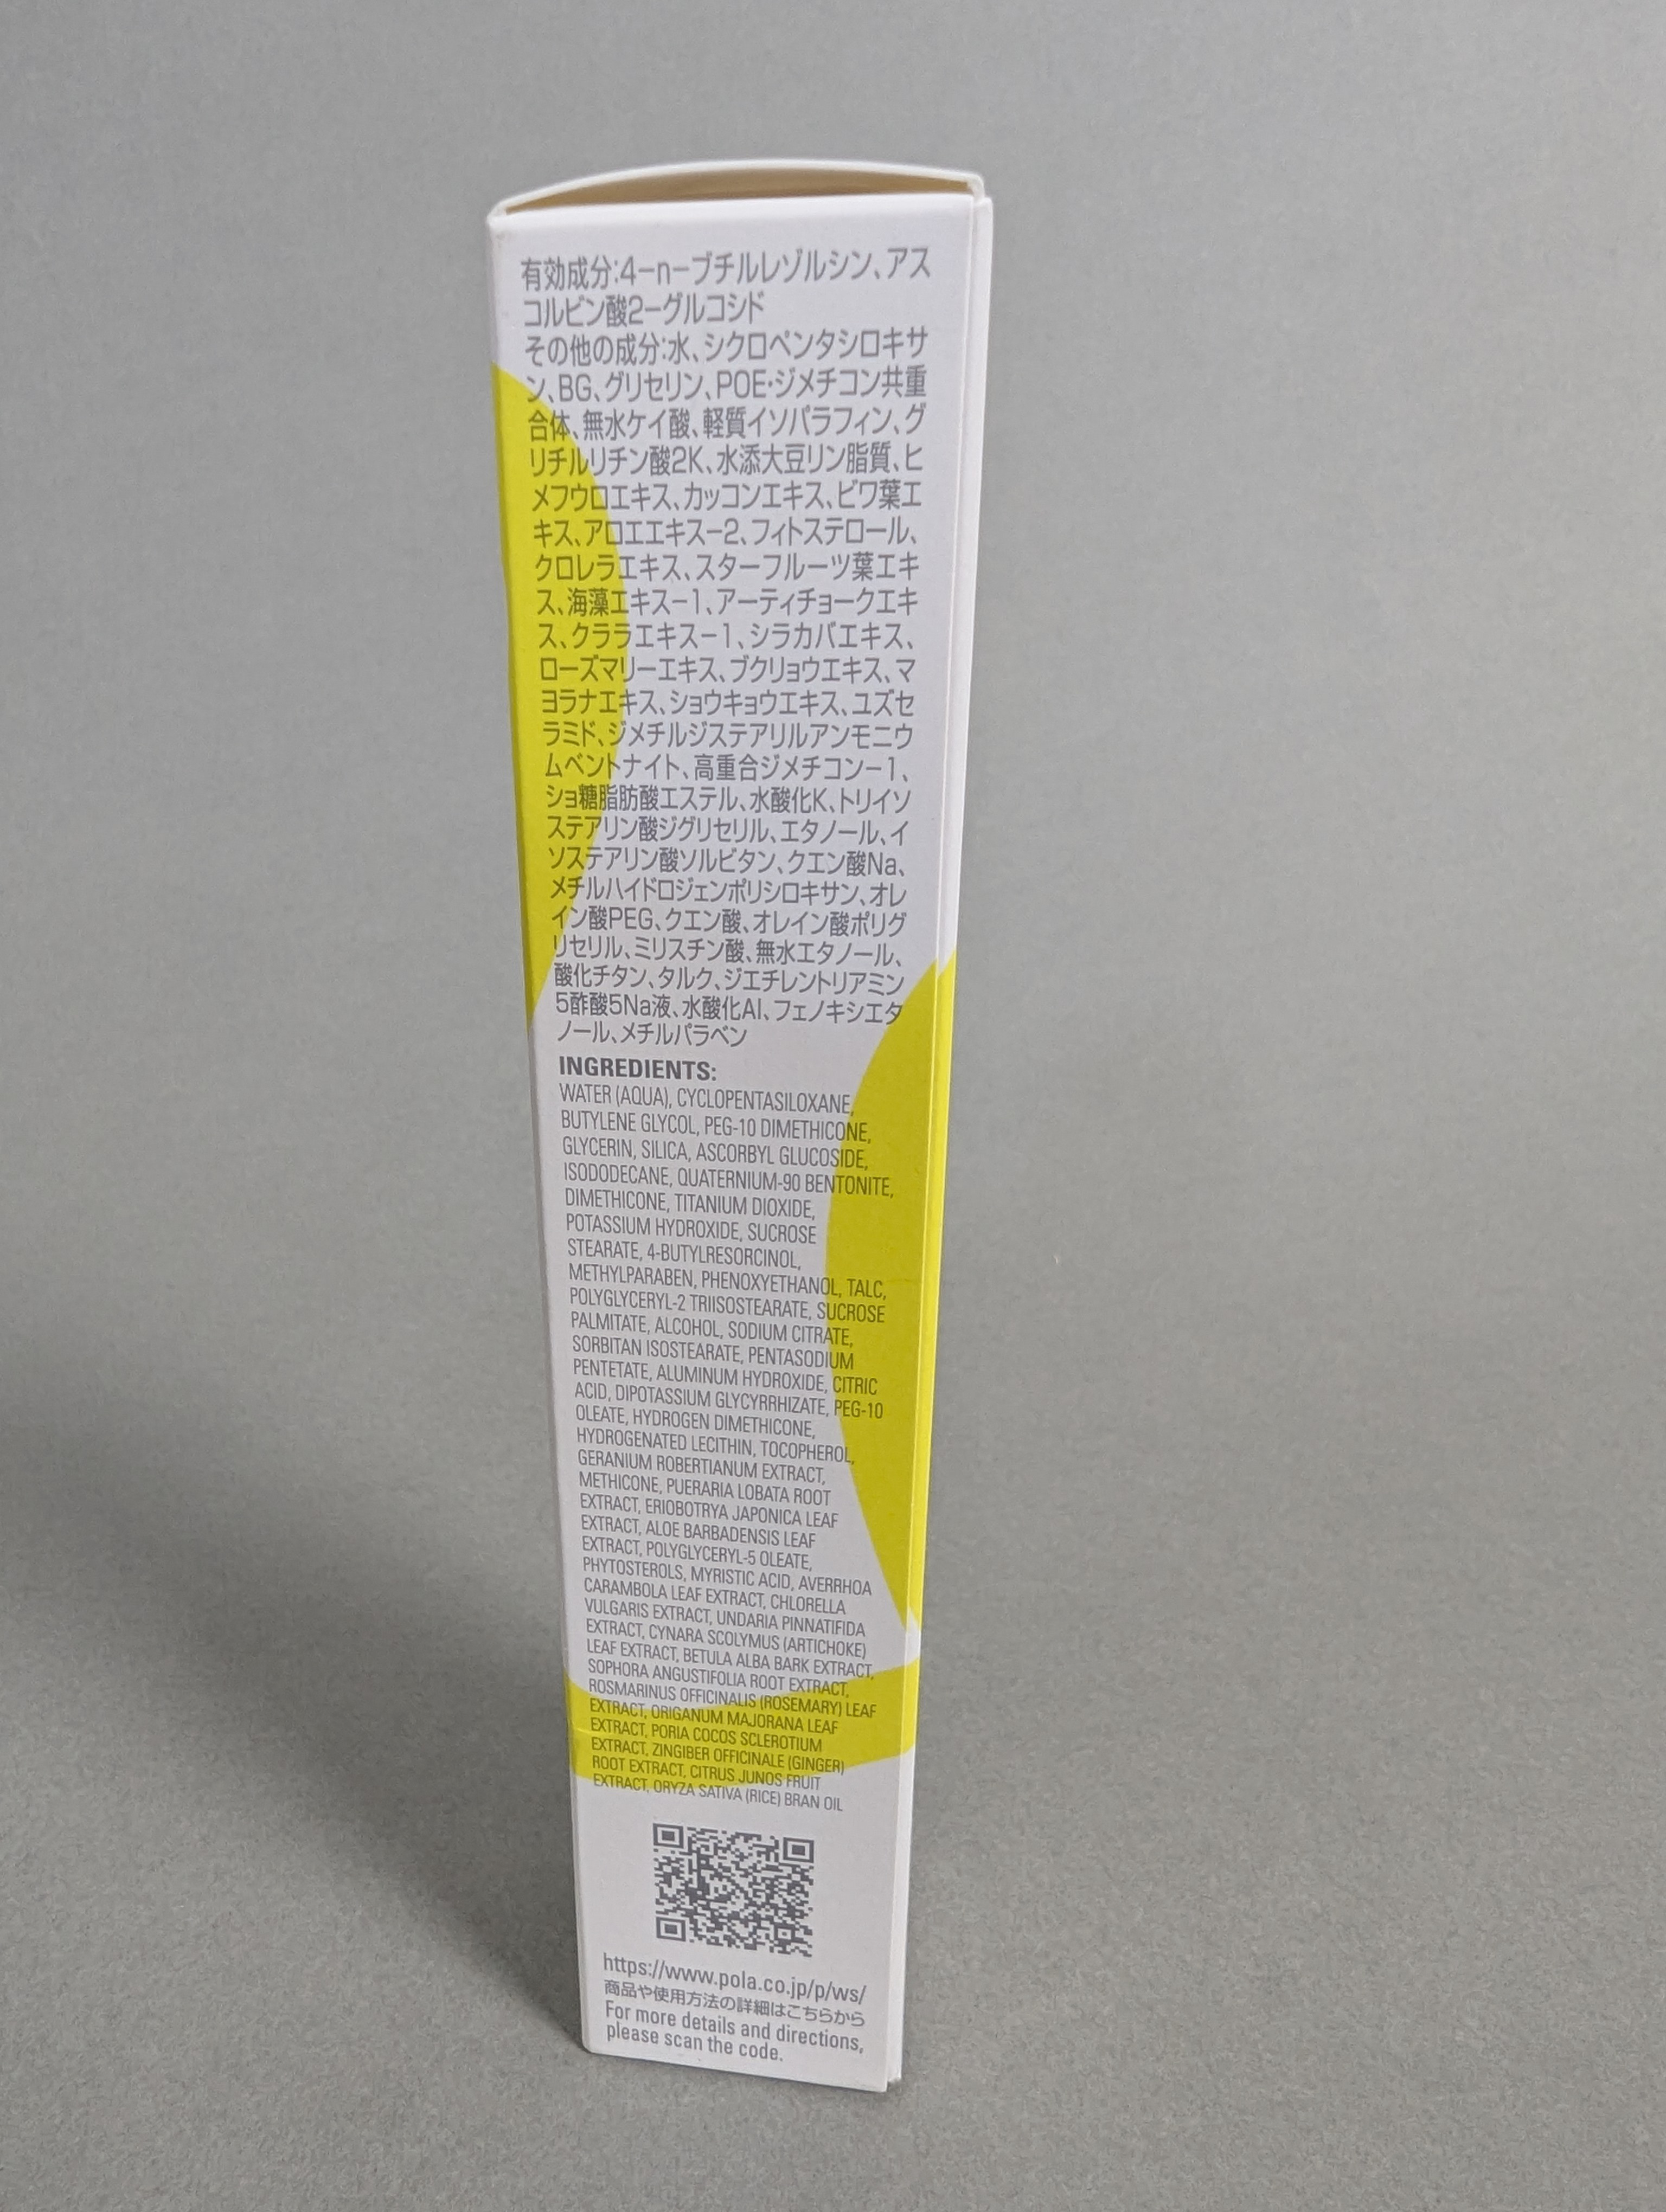 有効成分:4−n−ブチルレゾルシン、アス
コルビン酸2−グルコシド
その他の成分:水、シクロペンタシロキサ
ン、BG、グリセリン、POE・ジメチコン共重
合体、無水ケイ酸、軽質イソパラフィン、グ
リチルリチン酸2K、水添大豆リン脂質、ヒ
メフウロエキス、カッコンエキス、ビワ葉エ
キス、アロエエキス−2、フィトステロール、
クロレラエキス、スターフルーツ葉エキ
ス、海藻エキス−1、アーティチョークエキ
ス、クララエキス−1、シラカバエキス、
ローズマリーエキス、ブクリョウエキス、マ
ヨラナエキス、ショウキョウエキス、ユズセ
ラミド、ジメチルジステアリルアンモニウ
ムベントナイト、高重合ジメチコン−1、
ショ糖脂肪酸エステル、水酸化K、トリイソ
ステアリン酸ジグリセリル、エタノール、イ
ソステアリン酸ソルビタン、クエン酸Na、
メチルハイドロジェンポリシロキサン、オレ
イン酸PEG、クエン酸、オレイン酸ポリグ
リセリル、ミリスチン酸、無水エタノール、
酸化チタン、タルク、ジエチレントリアミン
5酢酸5Na液、水酸化Al、フェノキシエタ
ノール、メチルパラベン
INGREDIENTS:
WATER (AQUA), CYCLOPENTASILOXANE,
BUTYLENE GLYCOL, PEG-10 DIMETHICONE,
GLYCERIN, SILICA, ASCORBYL GLUCOSIDE,
ISODODECANE, QUATERNIUM-90 BENTONITE,
DIMETHICONE, TITANIUM DIOXIDE,
POTASSIUM HYDROXIDE, SUCROSE
STEARATE, 4-BUTYLRESORCINOL,
METHYLPARABEN, PHENOXYETHANOL, TALC,
POLYGLYCERYL-2 TRIISOSTEARATE, SUCROSE
PALMITATE, ALCOHOL, SODIUM CITRATE,
SORBITAN ISOSTEARATE, PENTASODIUM
PENTETATE, ALUMINUM HYDROXIDE, CITRIC
ACID, DIPOTASSIUM GLYCYRRHIZATE, PEG-10
OLEATE, HYDROGEN DIMETHICONE,
HYDROGENATED LECITHIN, TOCOPHEROL,
GERANIUM ROBERTIANUM EXTRACT,
METHICONE, PUERARIA LOBATA ROOT
EXTRACT, ERIOBOTRYA JAPONICA LEAF
EXTRACT, ALOE BARBADENSIS LEAF
EXTRACT, POLYGLYCERYL-5 OLEATE,
PHYTOSTEROLS, MYRISTIC ACID, AVERRHOA
CARAMBOLA LEAF EXTRACT, CHLORELLA
VULGARIS EXTRACT, UNDARIA PINNATIFIDA
EXTRACT, CYNARA SCOLYMUS (ARTICHOKE)
LEAF EXTRACT, BETULA ALBA BARK EXTRACT,
SOPHORA ANGUSTIFOLIA ROOT EXTRACT,
ROSMARINUS OFFICINALIS (ROSEMARY) LEAF
EXTRACT, ORIGANUM MAJORANA LEAF
EXTRACT, PORIA COCOS SCLEROTIUM
EXTRACT, ZINGIBER OFFICINALE (GINGER)
ROOT EXTRACT, CITRUS JUNOS FRUIT
EXTRACT, ORYZA SATIVA (RICE) BRAN OIL
https://www.pola.co.jp/p/ws/
商品や使用方法の詳細はこちらから
For more details and directions,
please scan the code.